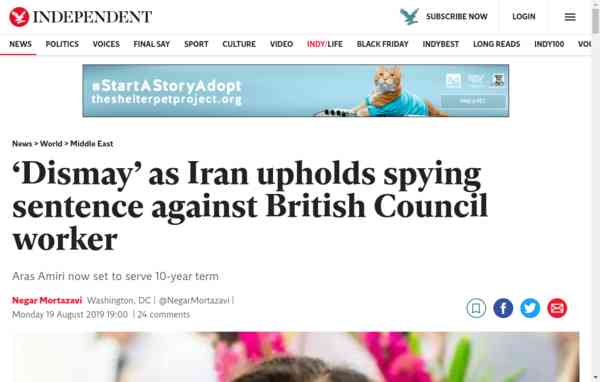 INDEPENDENT
SUBSCRIBE NOW
LOGIN
NEWS POLITICS VOICES FINAL SAY SPORT CULTURE VIDEO INDY/LIFE BLACK FRIDAY INDYBEST LONG READS INDY100 VOU
#StartAStoryAdopt
theshelterpetproject.org
News > World > Middle East
‘Dismay’ as Iran upholds spying
sentence against British Council
worker
Aras Amiri now set to serve 10-year term
Negar Mortazavi Washington, DC | @NegarMortazavi |
Monday 19 August 2019 19:00 | 24 comments